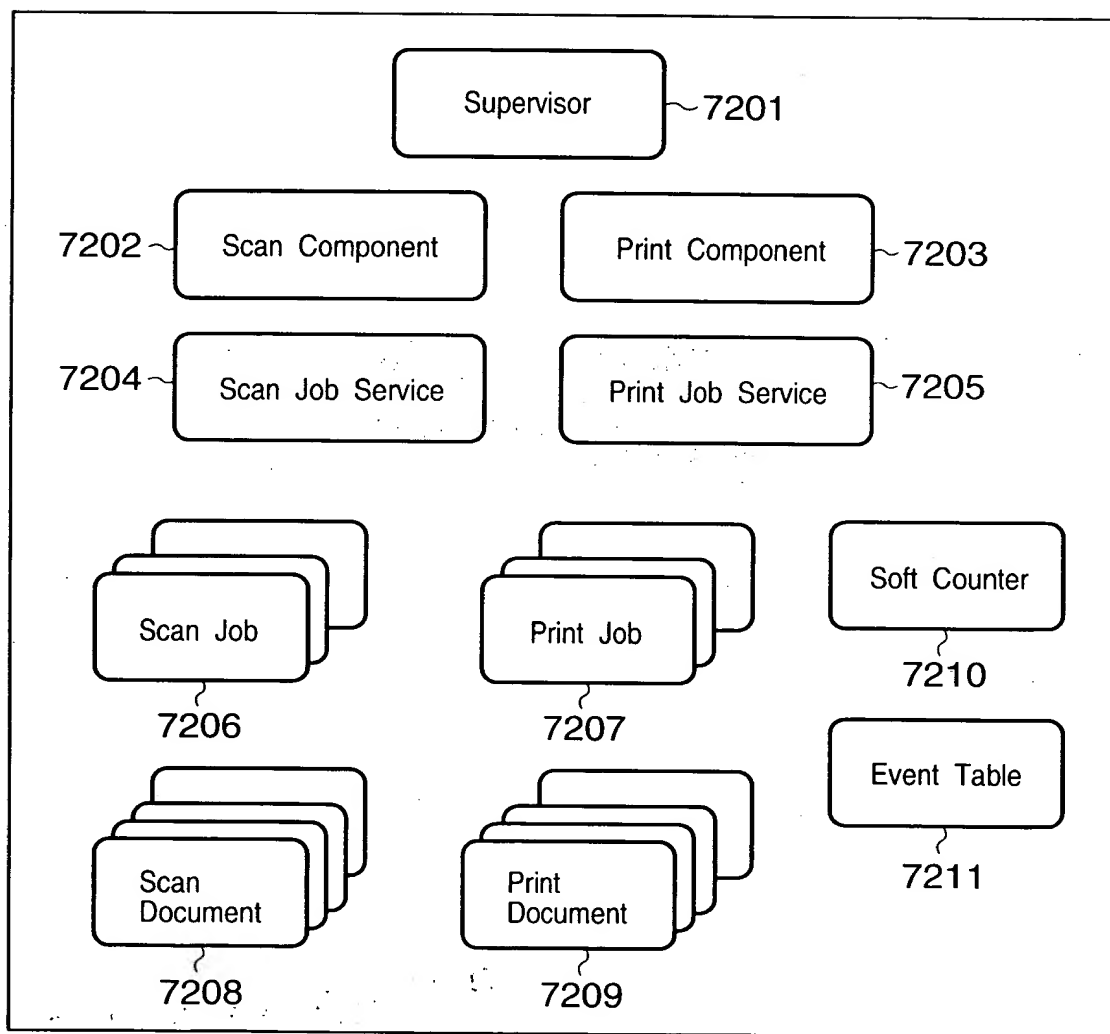 Supervisor
7201
7202
Scan Component
Print Component
7203
7204
Scan Job Service
Print Job Service
7205
Scan Job
7206
Print Job
7207
Soft Counter
7210
Scan
Document
7208
Print
Document
7209
Event Table
7211